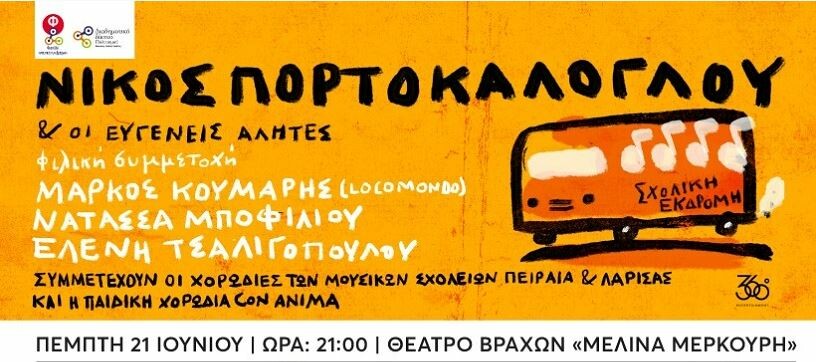 ΝΙΚΟΣ ΠΟΡΤΟΚΑΛΟΓΛΟΥ
& ΟΙ ΕΥΓΕΝΕΙΣ ΑΛΗΤΕΣ
φιλική συμμετοχή
ΜΑΡΚΟΣ ΚΟΥΜΑΡΗΣ (LOCOMONDO)
ΝΑΤΑΣΣΑ ΜΠΟΦΙΛΙΟΥ
ΕΛΕΝΗ ΤΣΑΛΙΓΟΠΟΥΛΟΥ
ΣΧΟΛΙΚΗ
ΕΚΔΡΟΜΗ
ΣΥΜΜΕΤΕΧΟΥΝ ΟΙ ΧΟΡΩΔΙΕΣ ΤΩΝ ΜΟΥΣΙΚΩΝ ΣΧΟΛΕΙΩΝ ΠΕΙΡΑΙΑ & ΛΑΡΙΣΑΣ
ΚΑΙ Η ΠΑΙΔΙΚΗ ΧΟΡΩΔΙΑ CON ANIMA
360°
ΠΕΜΠΤΗ 21 ΙΟΥΝΙΟΥ | ΩΡΑ: 21:00 | ΘΕΑΤΡΟ ΒΡΑΧΩΝ «ΜΕΛΙΝΑ ΜΕΡΚΟΥΡΗ»